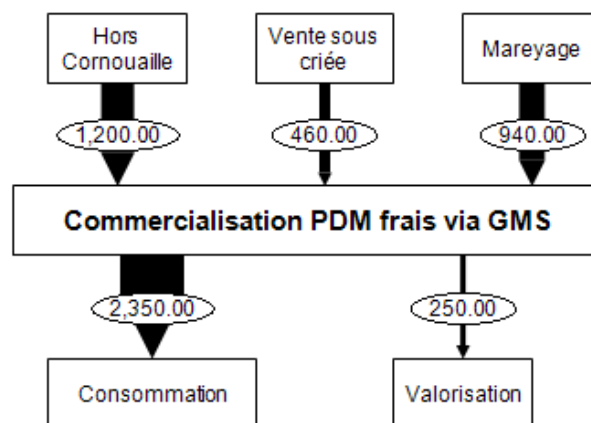 Hors
Cornouaille
Vente sous
criée
Mareyage
1,200.00
460.00
940.00
Commercialisation PDM frais via GMS
2,350.00
250.00
Consommation
Valorisation